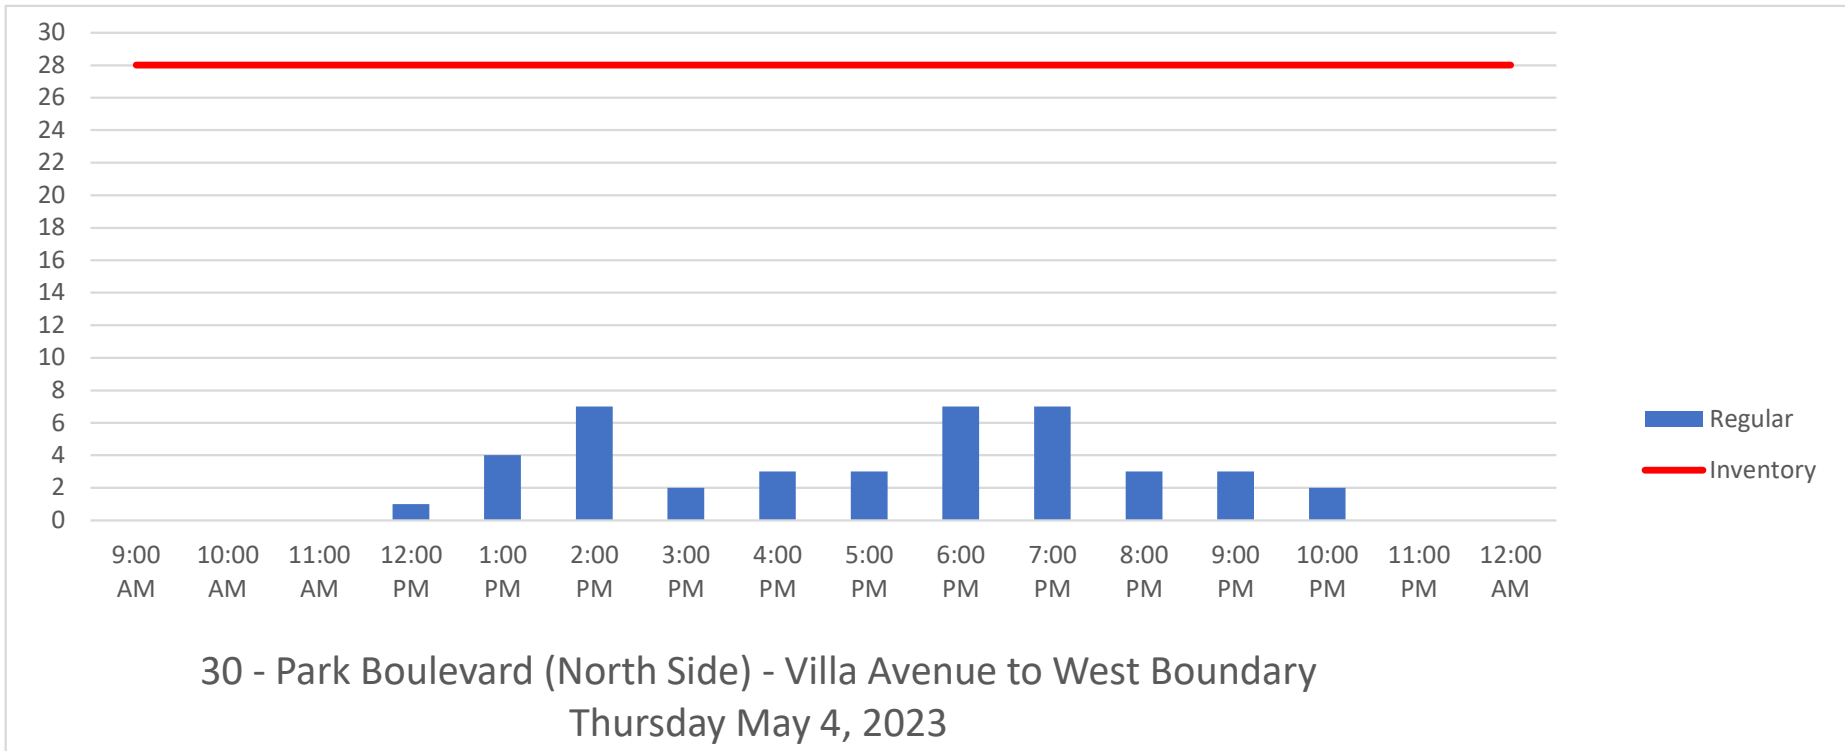 30
28
26
24
22
20
18
16
14
12
10
8
6
4
2
0
9:00 AM
10:00 AM
11:00 AM
12:00 PM
1:00 PM
2:00 PM
3:00 PM
4:00 PM
5:00 PM
6:00 PM
7:00 PM
8:00 PM
9:00 PM
10:00 PM
11:00 PM
12:00 AM
Regular
Inventory
30 - Park Boulevard (North Side) - Villa Avenue to West Boundary
Thursday May 4, 2023